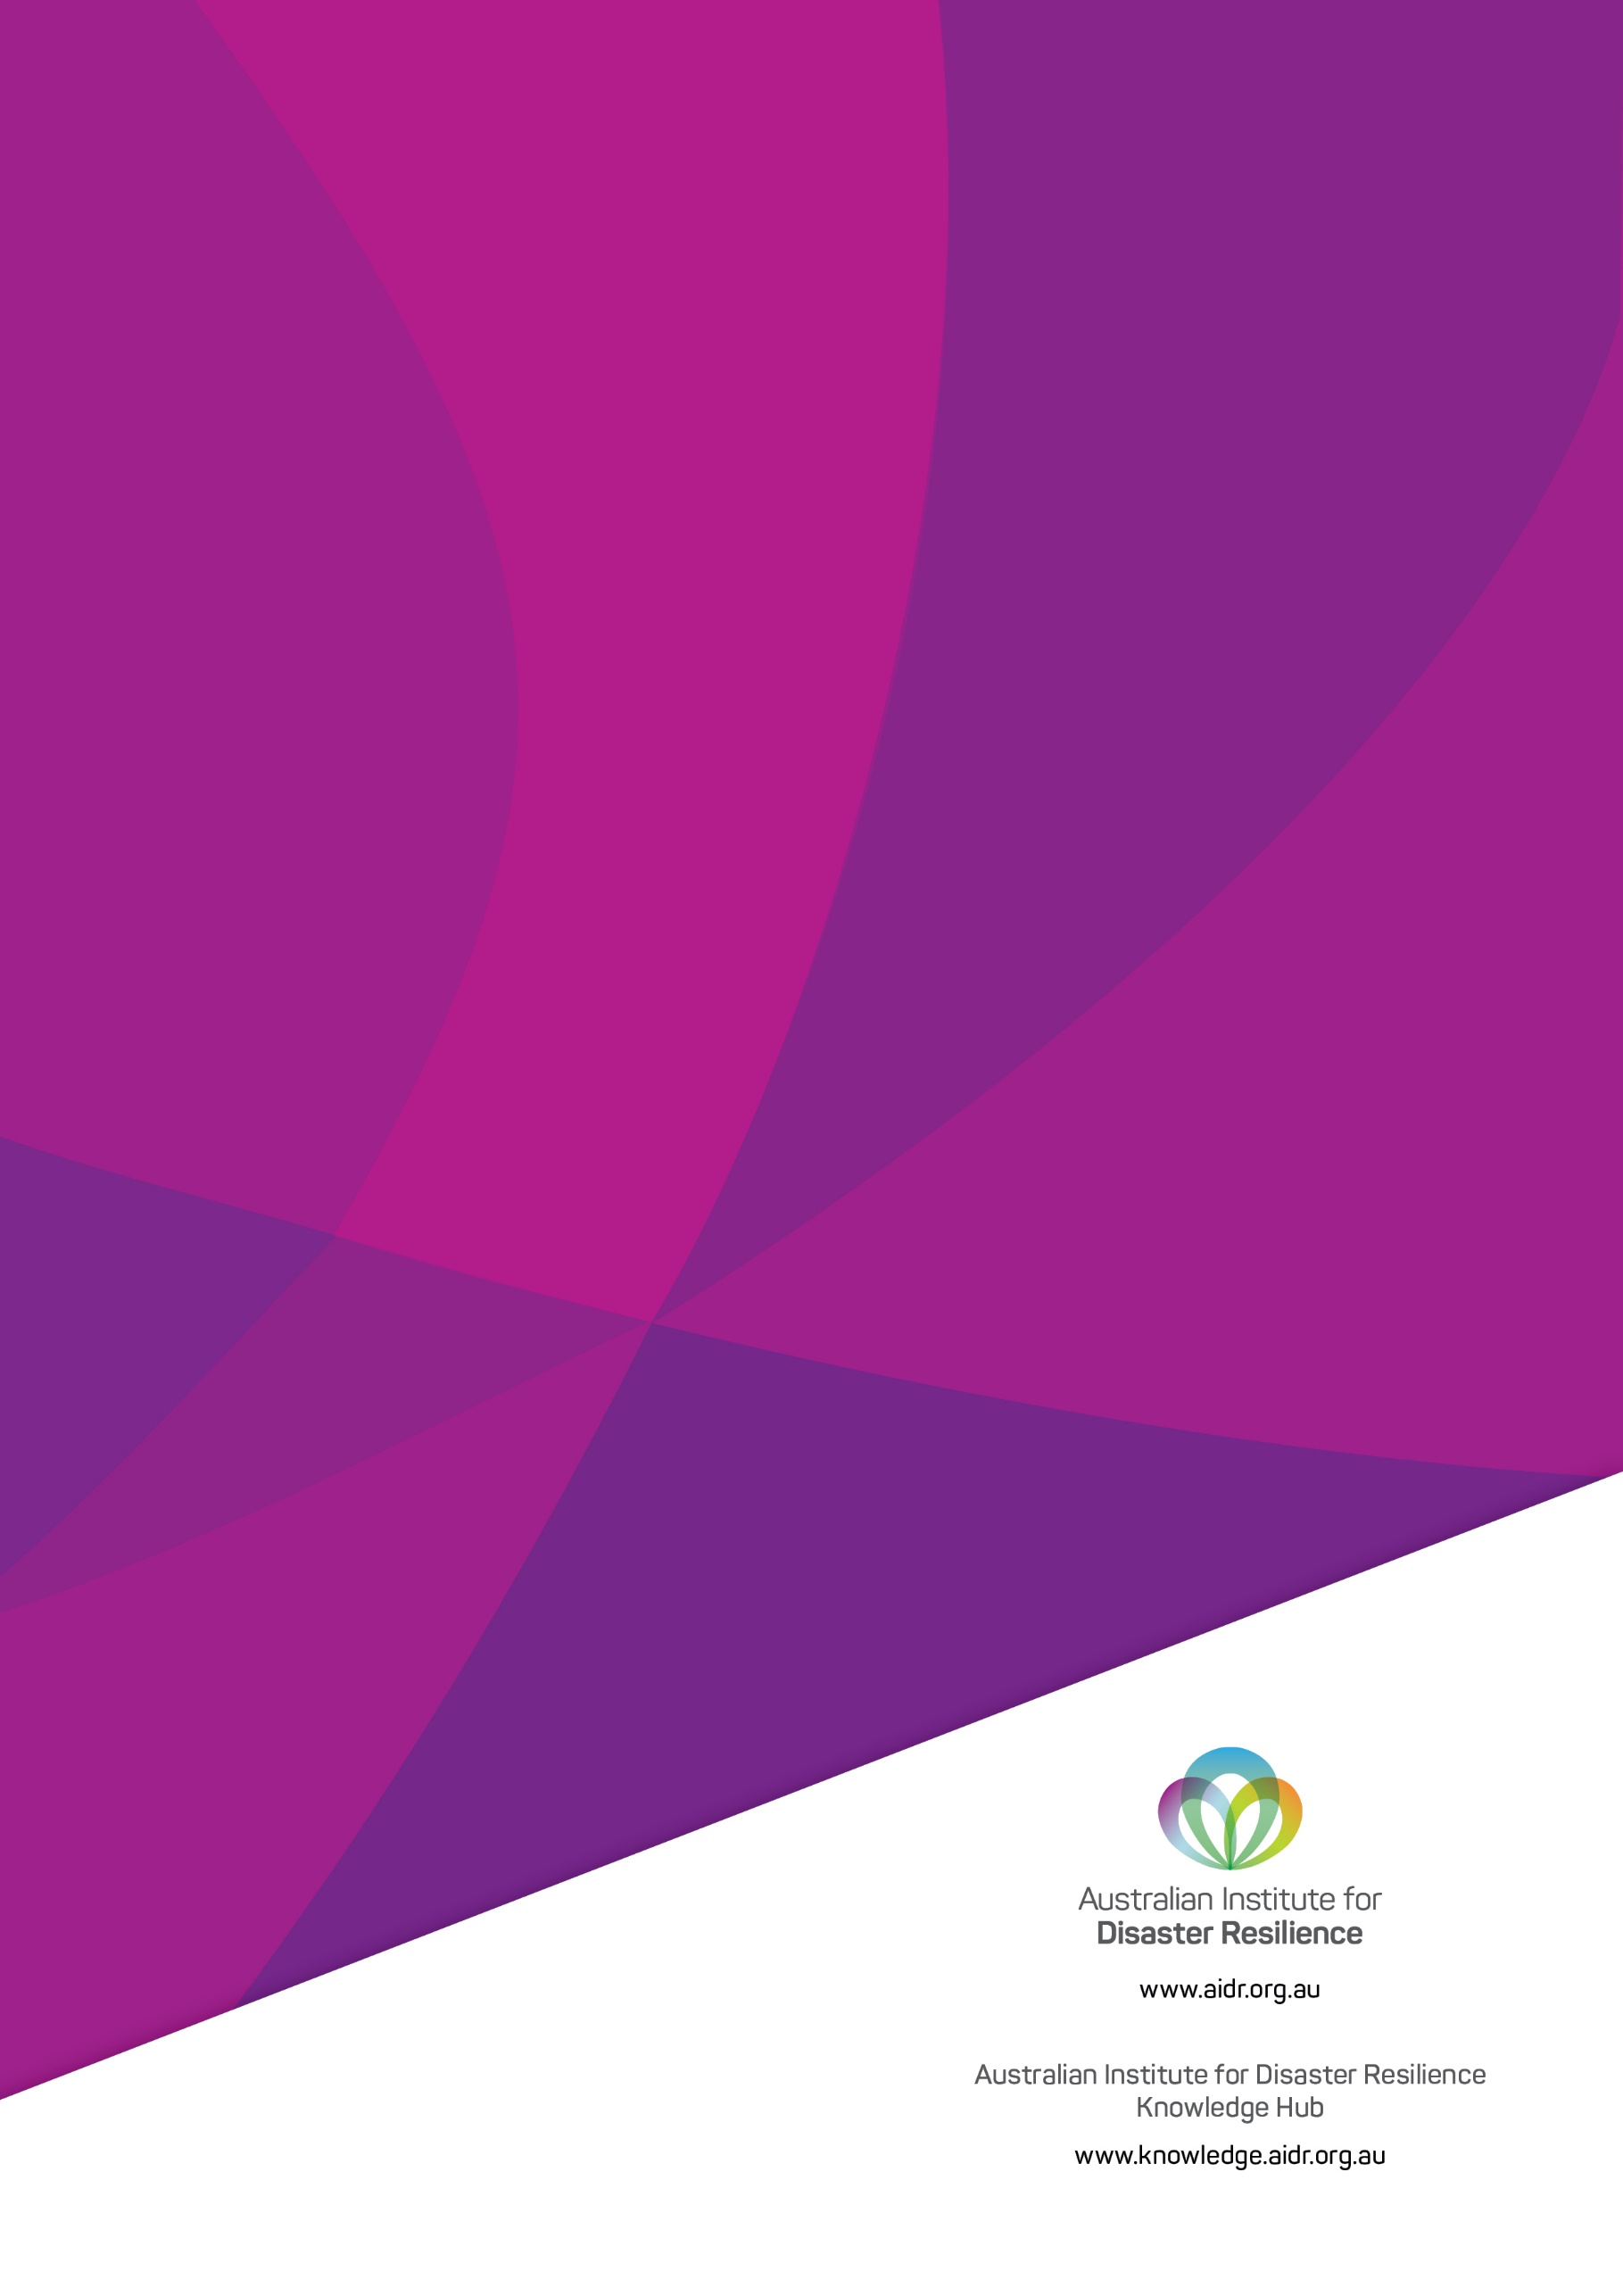 Australian Institute for
Disaster Resilience
www.aidr.org.au
Australian Institute for Disaster Resilience
Knowledge Hub
www.knowledge.aidr.org.au